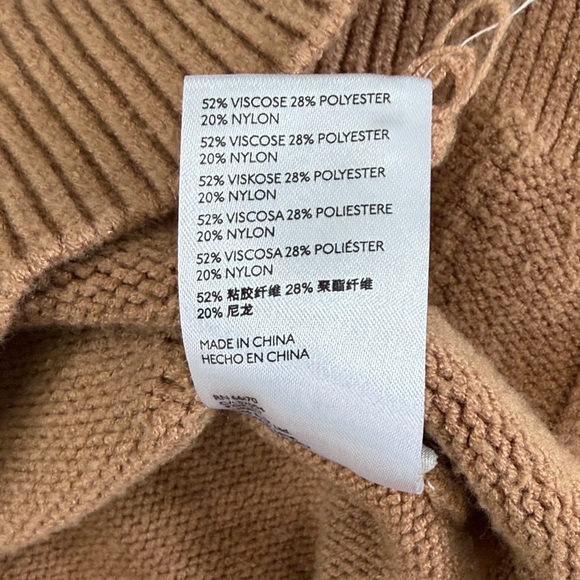 52% VISCOSE 28% POLYESTER
20% NYLON
52% VISCOSE 28% POLYESTER
20% NYLON
52% VISKOSE 28% POLYESTER
20% NYLON
52% VISCOSA 28% POLIESTERE
20% NYLON
52% VISCOSA 28% POLIÉSTER
20% NYLON
52% 粘胶纤维 28% 聚酯纤维
20% 尼龙
MADE IN CHINA
HECHO EN CHINA
RN